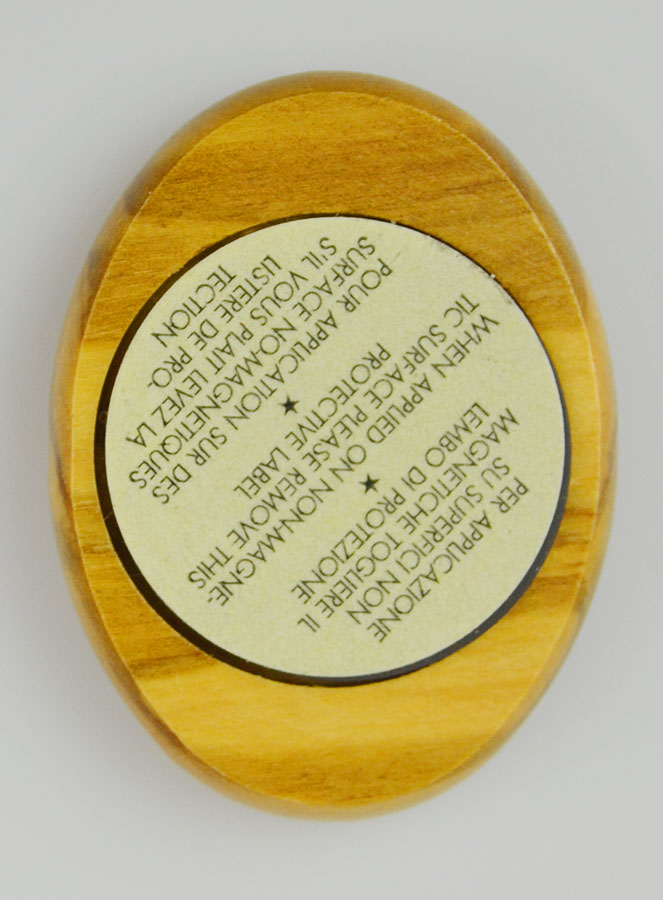 PER APPLICAZIONE
SU SUPERFICI NON
MAGNETICHE TOGLIERE IL
LEMBO DI PROTEZIONE
★
WHEN APPLIED ON NON-MAGNE-
TIC SURFACE PLEASE REMOVE THIS
PROTECTIVE LABEL
★
POUR APPLICATION SUR DES
SURFACE NO-MAGNETIQUES
S'IL VOUS PLAIT LEVEZ LA
LISTERE DE PRO-
TECTION